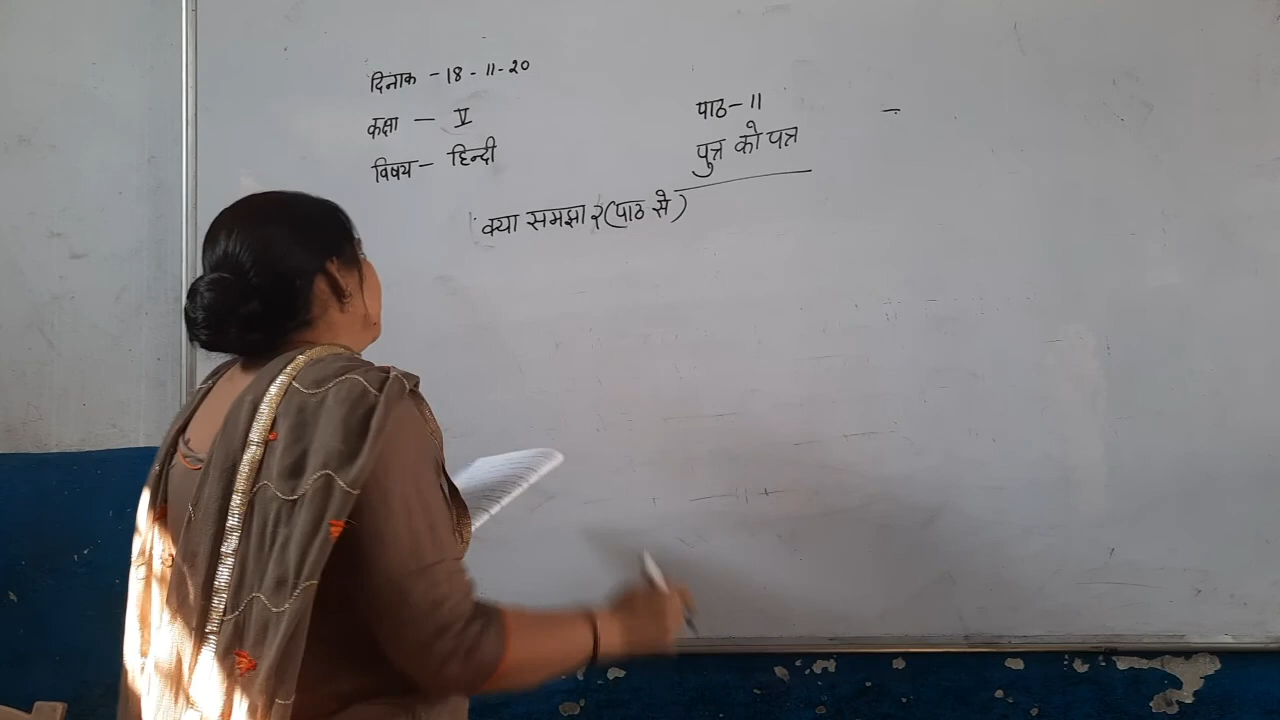 दिनाक - 18-11-20
कक्षा - V
विषय - हिन्दी
पाठ - 11
पुत्र को पत्र
क्या समझा ? (पाठ से)